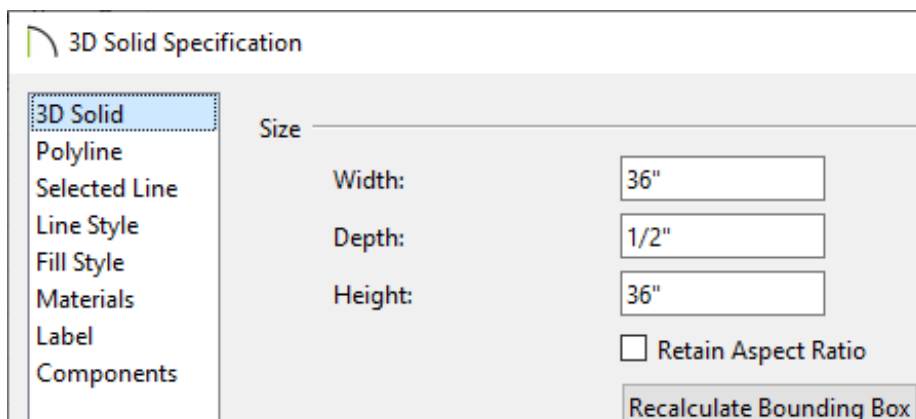 3D Solid Specification
3D Solid
Polyline
Selected Line
Line Style
Fill Style
Materials
Label
Components
Size
Width: 36"
Depth: 1/2"
Height: 36"
Retain Aspect Ratio
Recalculate Bounding Box